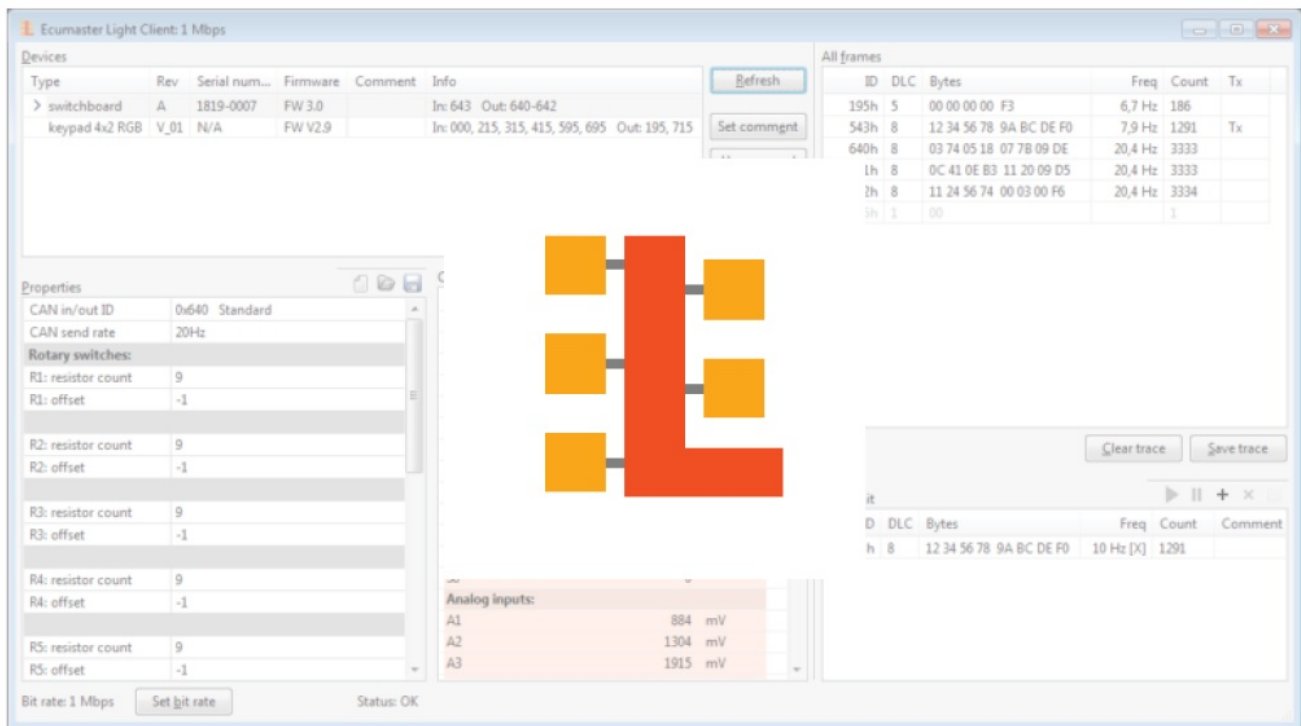 Ecumaster Light Client: 1 Mbps
Devices
Type Rev Serial num... Firmware Comment Info
switchboard A 1819-0007 FW 3.0 In: 643 Out: 640-642
keypad 4x2 RGB V_01 N/A FW V2.9 In: 000, 215, 315, 415, 595, 695 Out: 195, 715
Refresh
Set comment
All frames
ID DLC Bytes Freq Count Tx
195h 5 00 00 00 00 F3 6,7 Hz 186
543h 8 12 34 56 78 9A BC DE F0 7,9 Hz 1291 Tx
640h 8 03 74 05 18 07 7B 09 DE 20,4 Hz 3333
1h 8 0C 41 0E B3 11 20 09 D5 20,4 Hz 3333
2h 8 11 24 56 74 00 03 00 F6 20,4 Hz 3334
5h 1 00 1
Clear trace
Save trace
Properties
CAN in/out ID 0x640 Standard
CAN send rate 20Hz
Rotary switches:
R1: resistor count 9
R1: offset -1
R2: resistor count 9
R2: offset -1
R3: resistor count 9
R3: offset -1
R4: resistor count 9
R4: offset -1
R5: resistor count 9
R5: offset -1
Analog inputs:
A1 884 mV
A2 1304 mV
A3 1915 mV
it
D DLC Bytes Freq Count Comment
h 8 12 34 56 78 9A BC DE F0 10 Hz [X] 1291
Bit rate: 1 Mbps
Set bit rate
Status: OK